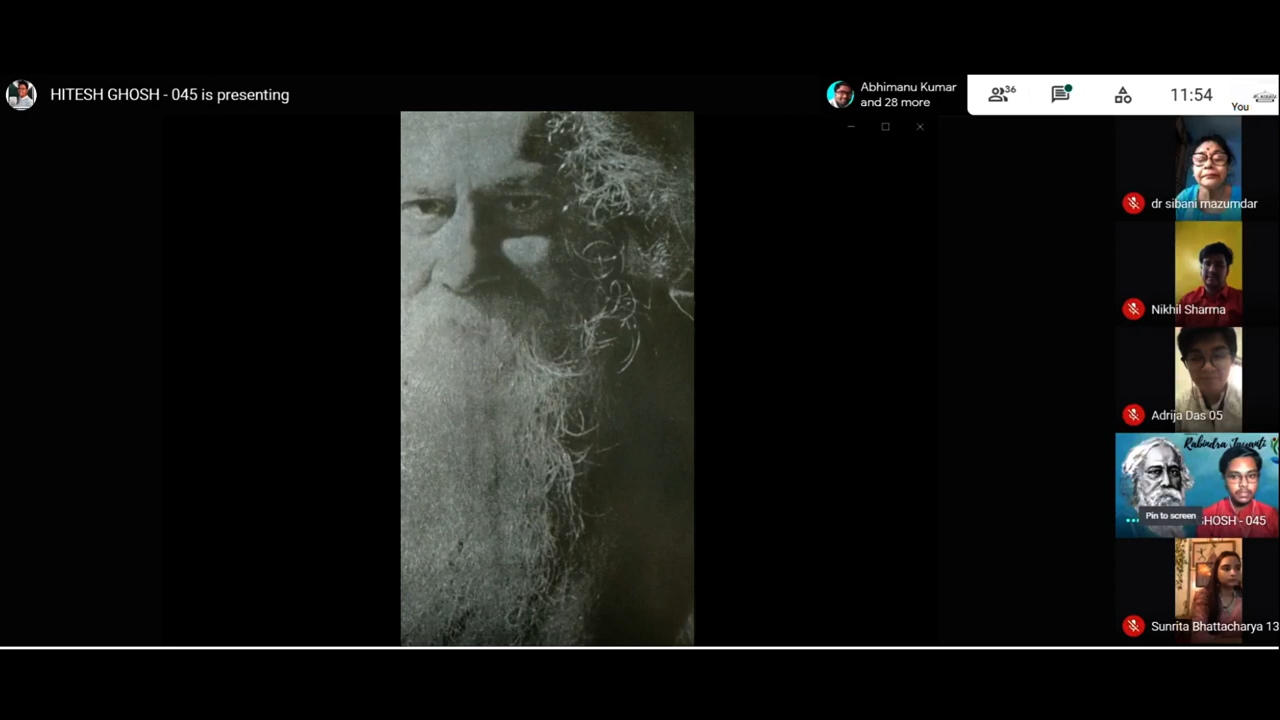 HITESH GHOSH - 045 is presenting
Abhimanu Kumar
and 28 more
36
11:54
You
dr sibani mazumdar
Nikhil Sharma
Adrija Das 05
Rabindra Jayanti
Pin to screen
GHOSH - 045
Sunrita Bhattacharya 13